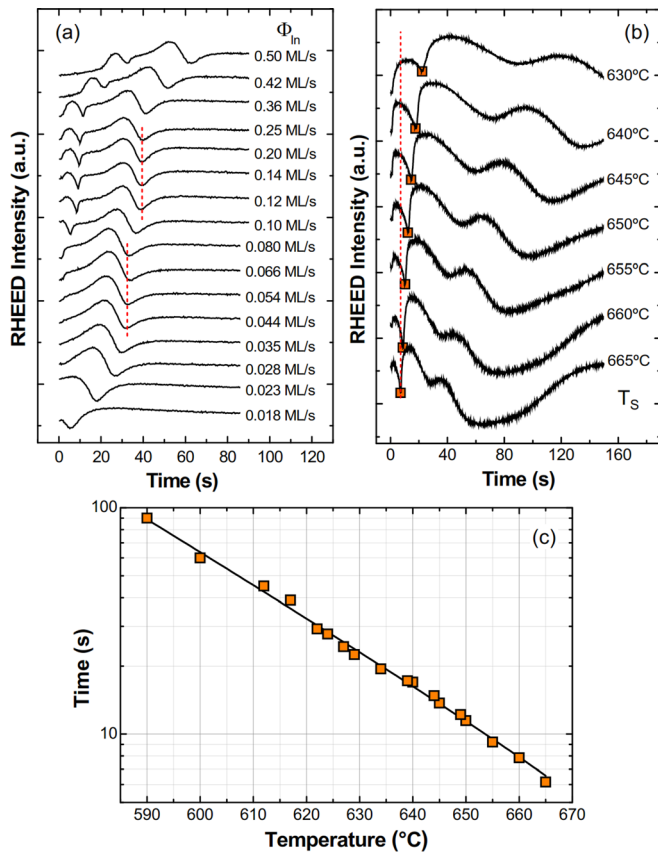 (a)
Φ_In
0.50 ML/s
0.42 ML/s
0.36 ML/s
0.25 ML/s
0.20 ML/s
0.14 ML/s
0.12 ML/s
0.10 ML/s
0.080 ML/s
0.066 ML/s
0.054 ML/s
0.044 ML/s
0.035 ML/s
0.028 ML/s
0.023 ML/s
0.018 ML/s
RHEED Intensity (a.u.)
0 20 40 60 80 100 120
Time (s)
(b)
630ºC
640ºC
645ºC
650ºC
655ºC
660ºC
665ºC
T_S
RHEED Intensity (a.u.)
0 40 80 120 160
Time (s)
(c)
100
10
Time (s)
590 600 610 620 630 640 650 660 670
Temperature (°C)